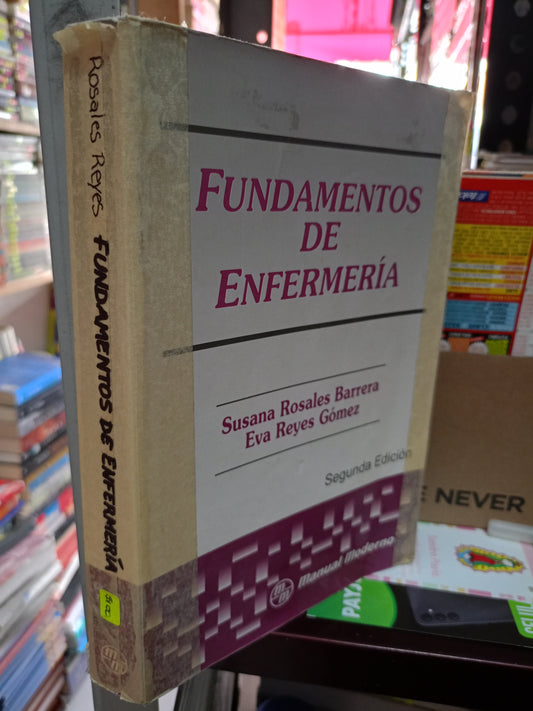 Rosales Reyes FUNDAMENTOS DE ENFERMERÍA
FUNDAMENTOS
DE
ENFERMERÍA
Susana Rosales Barrera
Eva Reyes Gómez
Segunda Edición
Manual Moderno
NEVER